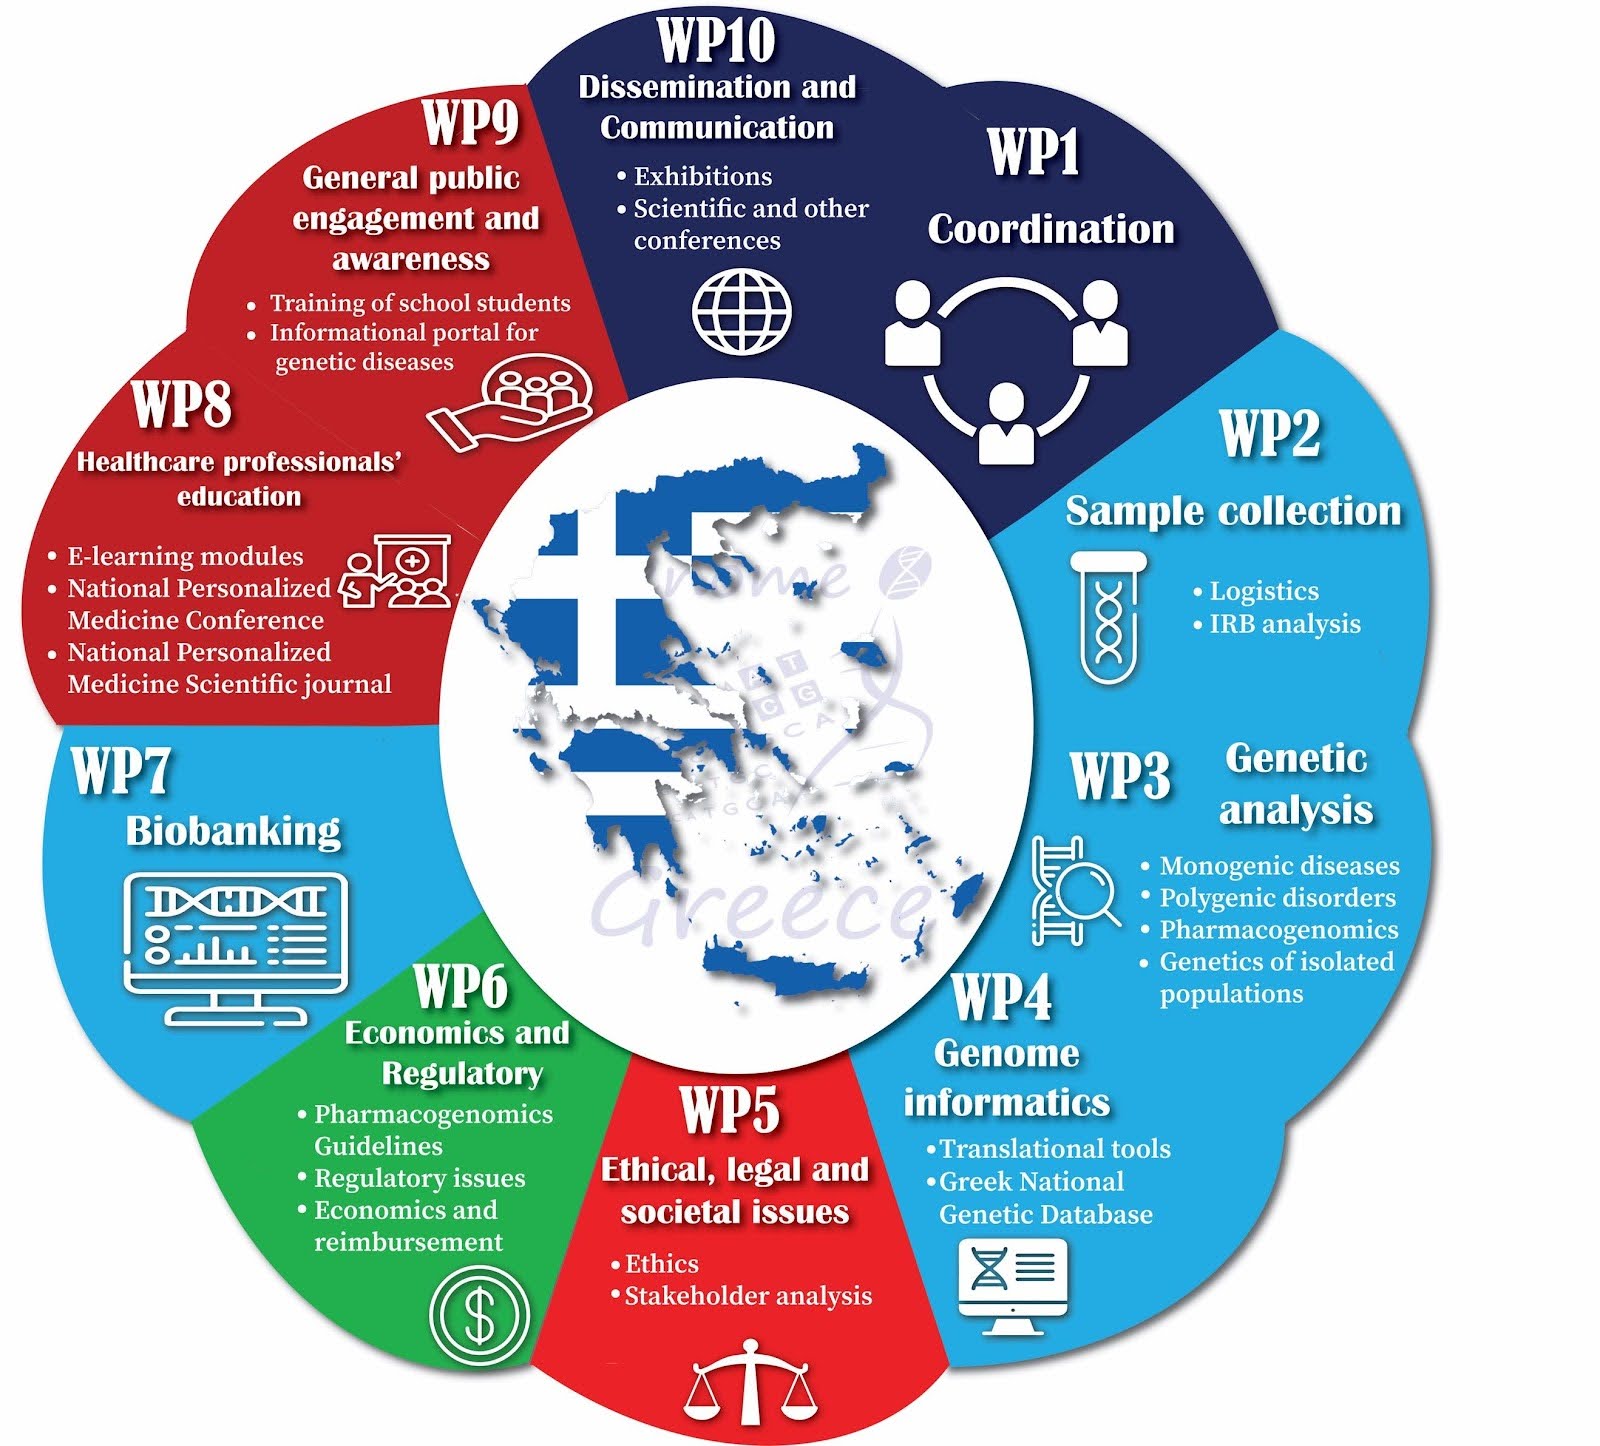 WP10
Dissemination and
Communication
• Exhibitions
• Scientific and other
conferences
WP1
Coordination
WP2
Sample collection
• Logistics
• IRB analysis
WP3
Genetic
analysis
• Monogenic diseases
• Polygenic disorders
• Pharmacogenomics
• Genetics of isolated
populations
WP4
Genome
informatics
• Translational tools
• Greek National
Genetic Database
WP5
Ethical, legal and
societal issues
• Ethics
• Stakeholder analysis
WP6
Economics and
Regulatory
• Pharmacogenomics
Guidelines
• Regulatory issues
• Economics and
reimbursement
WP7
Biobanking
WP8
Healthcare professionals’
education
• E-learning modules
• National Personalized
Medicine Conference
• National Personalized
Medicine Scientific journal
WP9
General public
engagement and
awareness
• Training of school students
• Informational portal for
genetic diseases
Greece